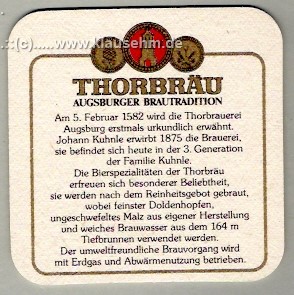 .::(c).....www.klausehm.de::.
THORBRÄU
AUGSBURGER BRAUTRADITION
Am 5. Februar 1582 wird die Thorbrauerei
Augsburg erstmals urkundlich erwähnt.
Johann Kuhnle erwirbt 1875 die Brauerei,
sie befindet sich heute in der 3. Generation
der Familie Kuhnle.
Die Bierspezialitäten der Thorbräu
erfreuen sich besonderer Beliebtheit,
sie werden nach dem Reinheitsgebot gebraut,
wobei feinster Doldenhopfen,
ungeschwefeltes Malz aus eigener Herstellung
und weiches Brauwasser aus dem 164 m
Tiefbrunnen verwendet werden.
Der umweltfreundliche Brauvorgang wird
mit Erdgas und Abwärmenutzung betrieben.